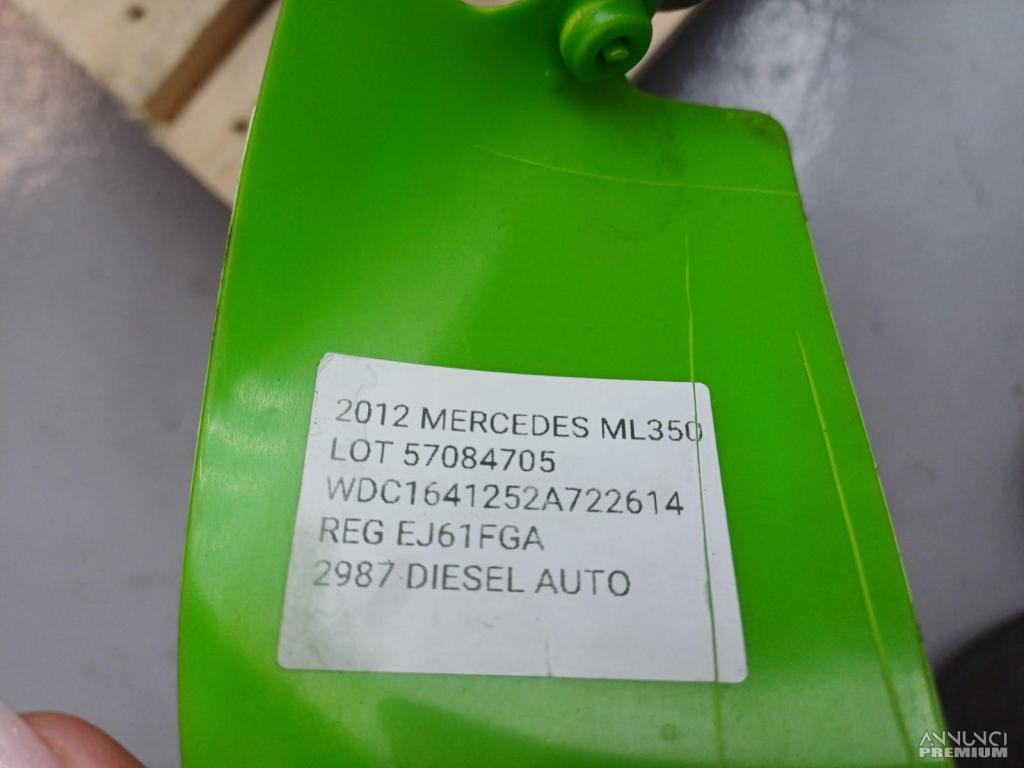 2012 MERCEDES ML350
LOT 57084705
WDC1641252A722614
REG EJ61FGA
2987 DIESEL AUTO
ANNUNCI
PREMIUM